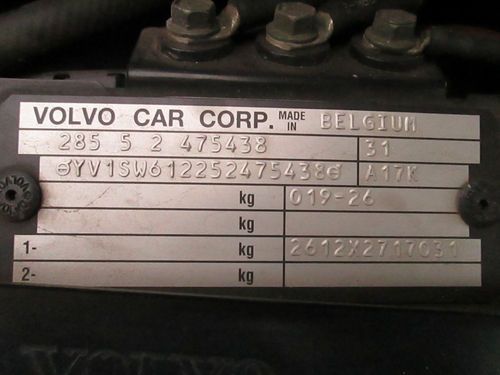 VOLVO CAR CORP. MADE IN BELGIUM
285 5 2 475438 31
YV1SW612252475438 A17K
kg 019-26
kg
1- kg 2612X2717031
2- kg
VOLVO